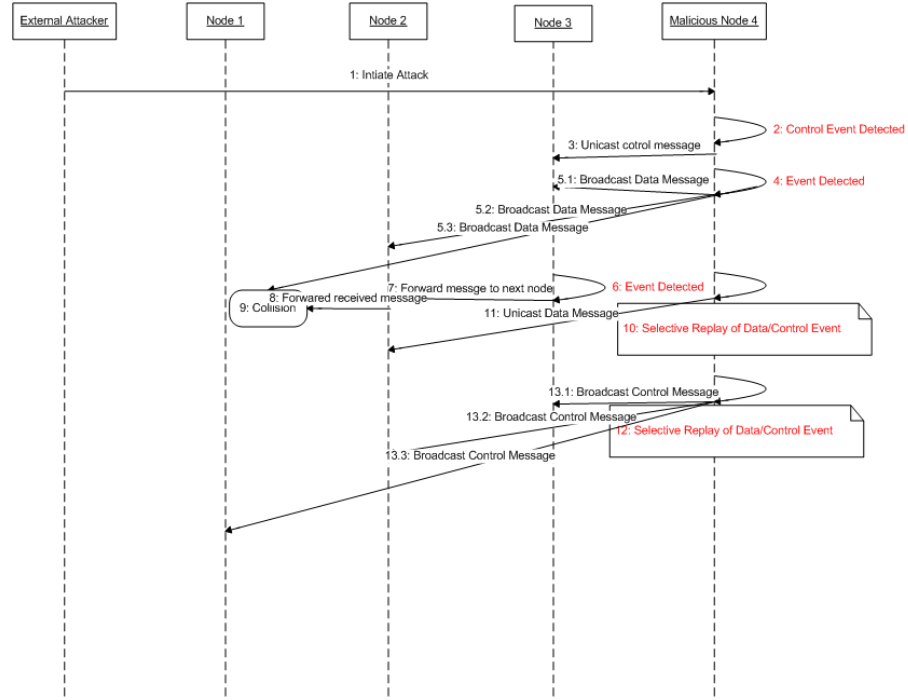 External Attacker
Node 1
Node 2
Node 3
Malicious Node 4
1: Intiate Attack
2: Control Event Detected
3: Unicast cotrol message
5.1: Broadcast Data Message
4: Event Detected
5.2: Broadcast Data Message
5.3: Broadcast Data Message
7: Forward messge to next node
6: Event Detected
8: Forwared received message
9: Collision
11: Unicast Data Message
10: Selective Replay of Data/Control Event
13.1: Broadcast Control Message
13.2: Broadcast Control Message
12: Selective Replay of Data/Control Event
13.3: Broadcast Control Message